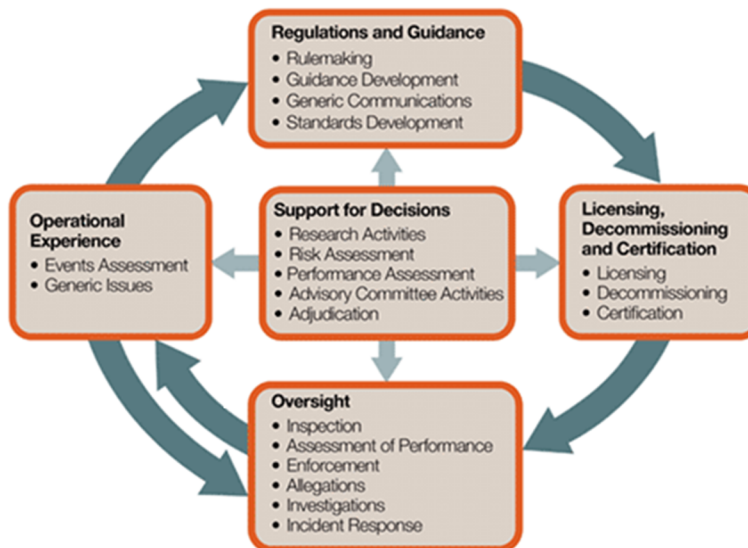 Regulations and Guidance
• Rulemaking
• Guidance Development
• Generic Communications
• Standards Development
Operational
Experience
• Events Assessment
• Generic Issues
Support for Decisions
• Research Activities
• Risk Assessment
• Performance Assessment
• Advisory Committee Activities
• Adjudication
Licensing,
Decommissioning
and Certification
• Licensing
• Decommissioning
• Certification
Oversight
• Inspection
• Assessment of Performance
• Enforcement
• Allegations
• Investigations
• Incident Response